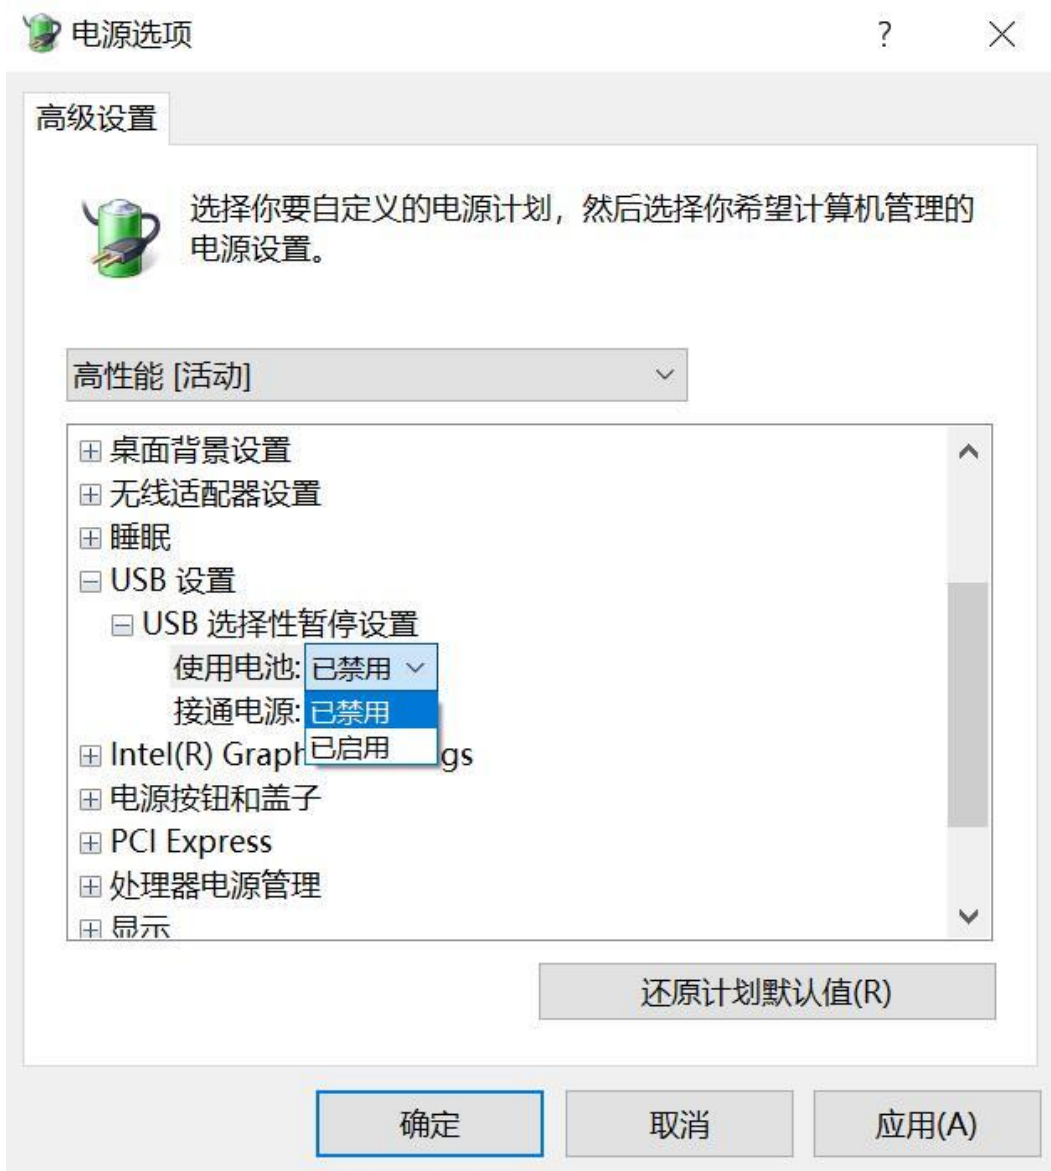 电源选项
?
高级设置
选择你要自定义的电源计划，然后选择你希望计算机管理的
电源设置。
高性能 [活动]
桌面背景设置
无线适配器设置
睡眠
USB 设置
USB 选择性暂停设置
使用电池: 已禁用
接通电源: 已禁用
已启用
Intel(R) Graph gs
电源按钮和盖子
PCI Express
处理器电源管理
显示
还原计划默认值(R)
确定 取消 应用(A)